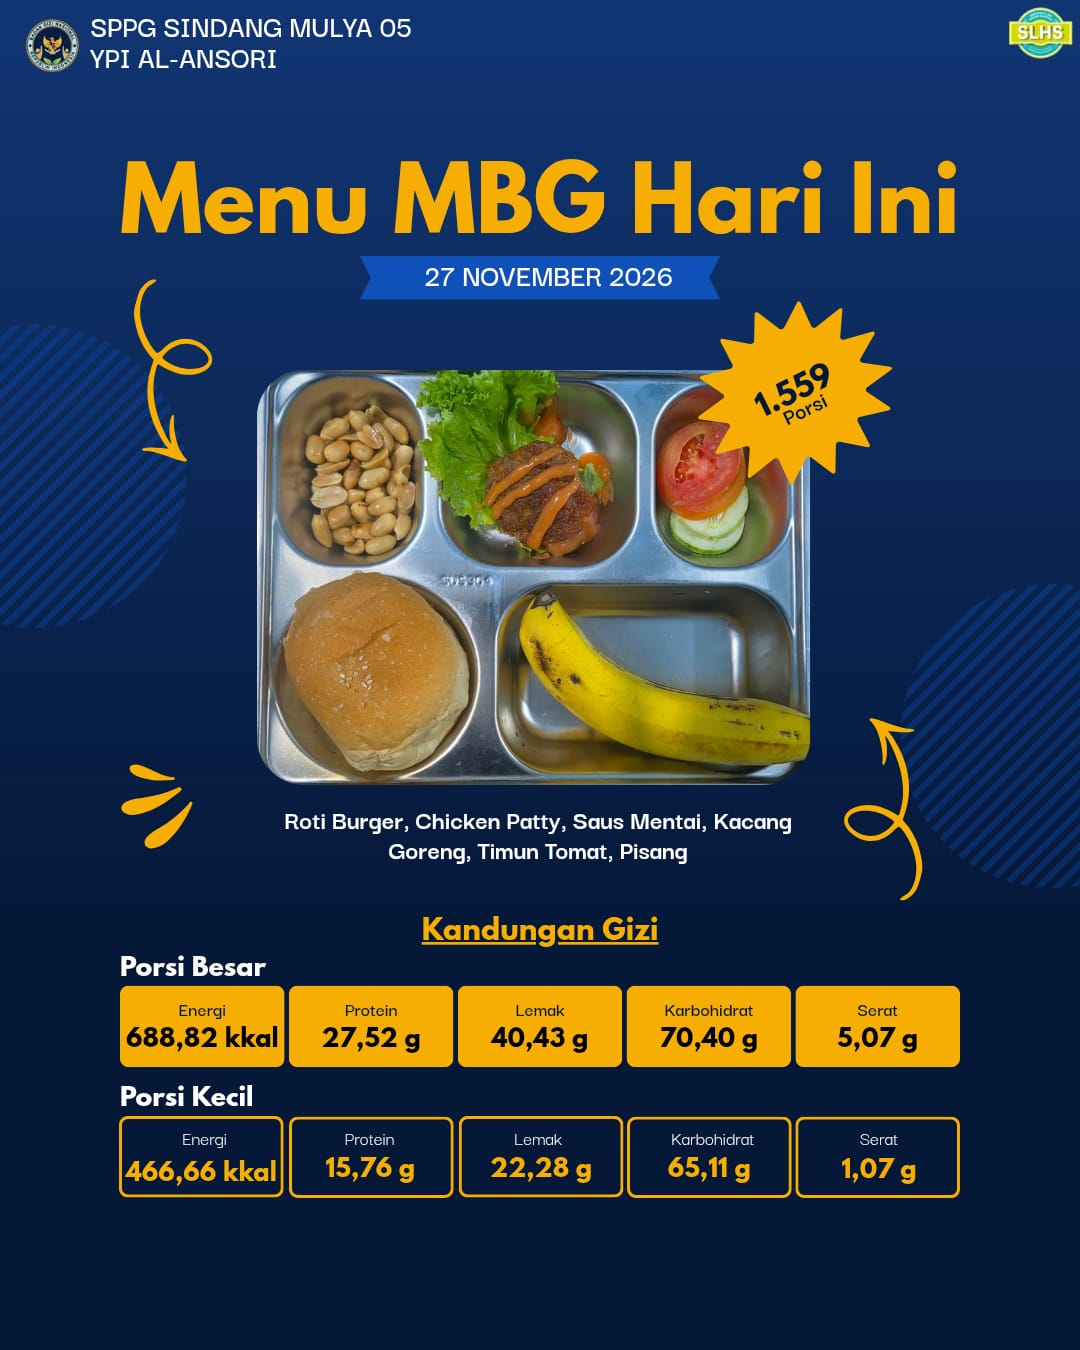 SPPG SINDANG MULYA 05
YPI AL-ANSORI
SLHS
Menu MBG Hari Ini
27 NOVEMBER 2026
1.559
Porsi
SUS304
Roti Burger, Chicken Patty, Saus Mentai, Kacang
Goreng, Timun Tomat, Pisang
Kandungan Gizi
Porsi Besar
Energi Protein Lemak Karbohidrat Serat
688,82 kkal 27,52 g 40,43 g 70,40 g 5,07 g
Porsi Kecil
Energi Protein Lemak Karbohidrat Serat
466,66 kkal 15,76 g 22,28 g 65,11 g 1,07 g